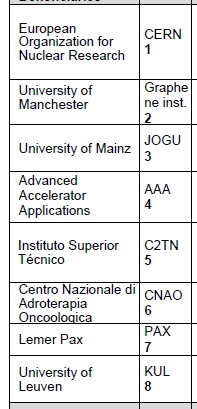 European
Organization for
Nuclear Research
CERN
1
University of
Manchester
Graphe
ne inst.
2
University of Mainz
JOGU
3
Advanced
Accelerator
Applications
AAA
4
Instituto Superior
Técnico
C2TN
5
Centro Nazionale di
Adroterapia
Oncoologica
CNAO
6
Lemer Pax
PAX
7
University of
Leuven
KUL
8